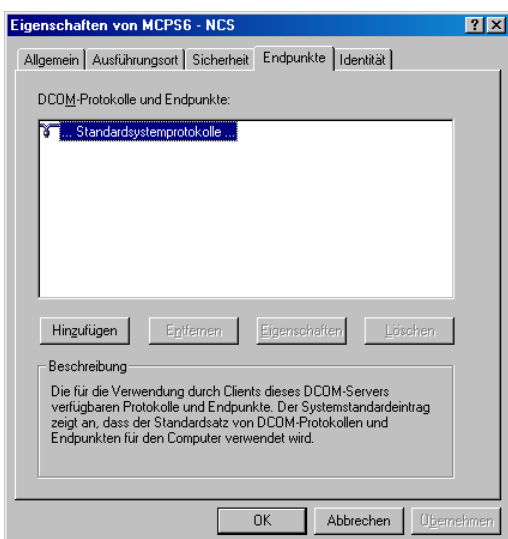 Eigenschaften von MCPS6 - NCS
Allgemein Ausführungsort Sicherheit Endpunkte Identität
DCOM-Protokolle und Endpunkte:
... Standardsystemprotokolle ...
Hinzufügen Entfernen Eigenschaften Löschen
Beschreibung
Die für die Verwendung durch Clients dieses DCOM-Servers
verfügbaren Protokolle und Endpunkte. Der Systemstandardeintrag
zeigt an, dass der Standardsatz von DCOM-Protokollen und
Endpunkten für den Computer verwendet wird.
OK Abbrechen Übernehmen